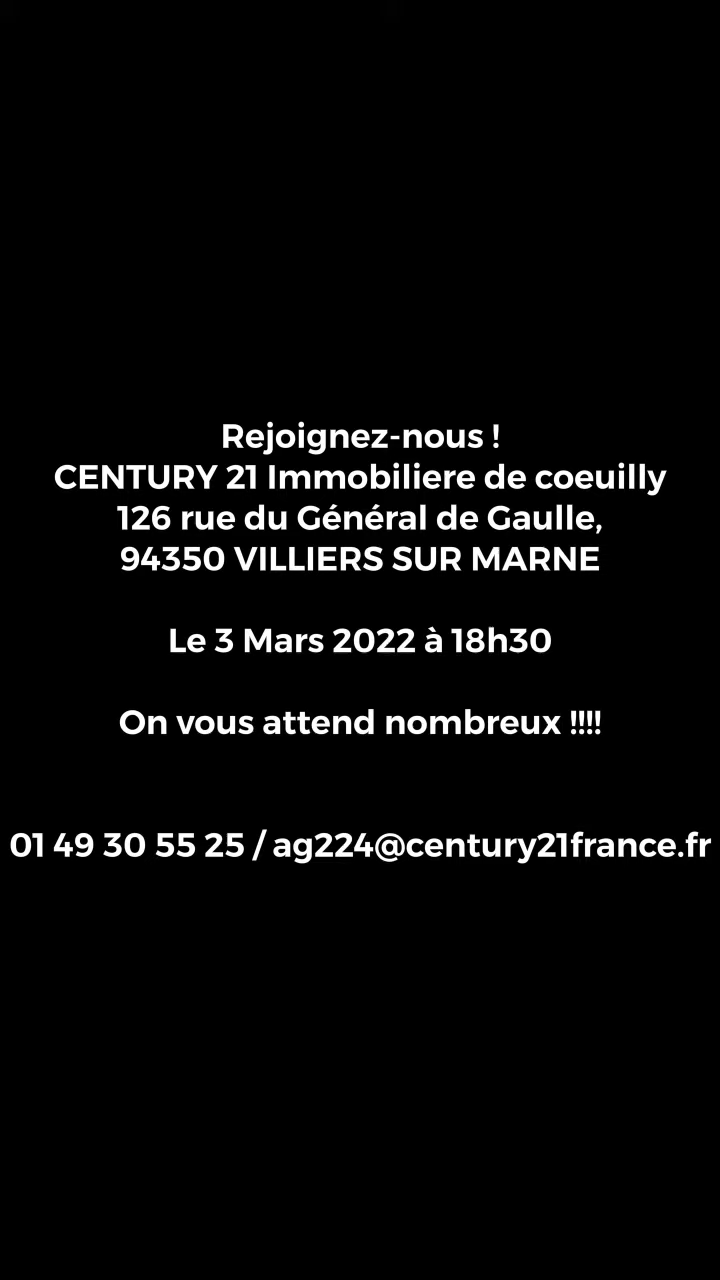 Rejoignez-nous !
CENTURY 21 Immobiliere de coeuilly
126 rue du Général de Gaulle,
94350 VILLIERS SUR MARNE
Le 3 Mars 2022 à 18h30
On vous attend nombreux !!!!
01 49 30 55 25 / ag224@century21france.fr